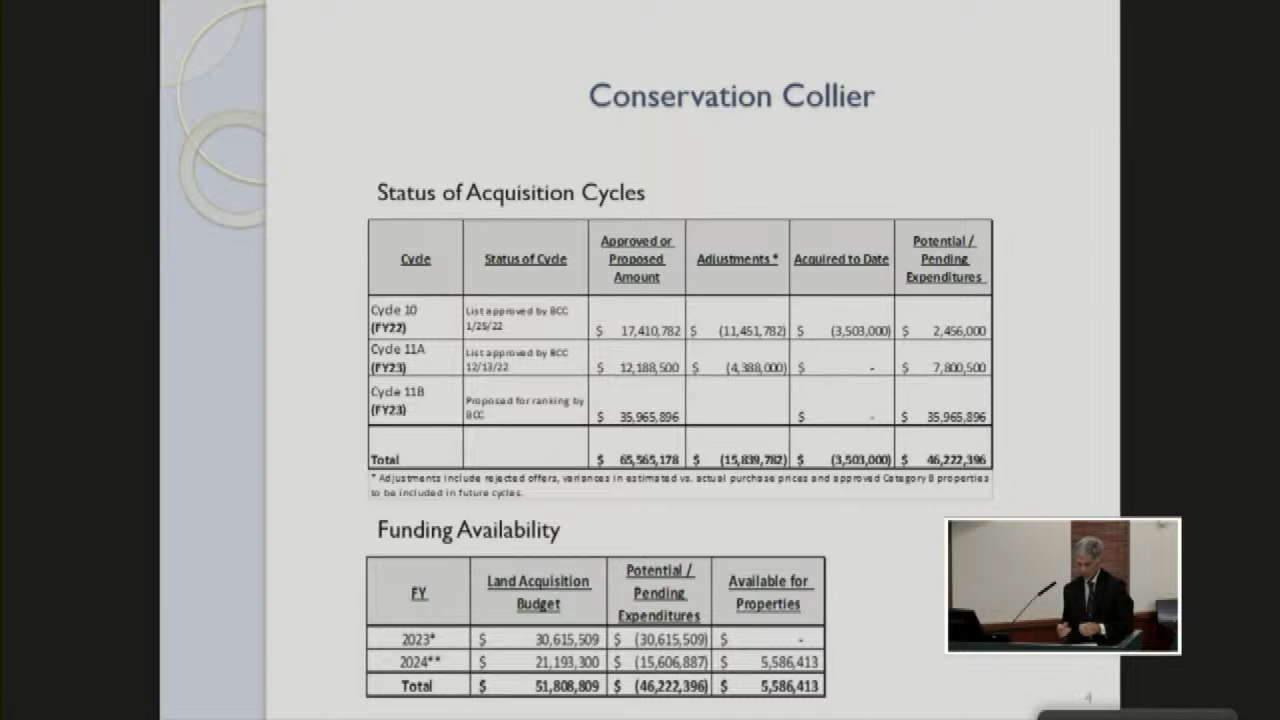 Conservation Collier
Status of Acquisition Cycles
Cycle Status of Cycle Approved or Proposed Amount Adjustments * Acquired to Date Potential / Pending Expenditures
Cycle 10 (FY22) List approved by BCC 1/25/22 $ 17,410,782 $ (11,451,782) $ (3,503,000) $ 2,456,000
Cycle 11A (FY23) List approved by BCC 12/13/22 $ 12,188,500 $ (4,388,000) $ - $ 7,800,500
Cycle 11B (FY23) Proposed for ranking by BCC $ 35,965,896 $ - $ 35,965,896
Total $ 65,565,178 $ (15,839,782) $ (3,503,000) $ 46,222,396
* Adjustments include rejected offers, variances in estimated vs. actual purchase prices and approved Category B properties
to be included in future cycles.
Funding Availability
FY Land Acquisition Budget Potential / Pending Expenditures Available for Properties
2023* $ 30,615,509 $ (30,615,509) $ -
2024** $ 21,193,300 $ (15,606,887) $ 5,586,413
Total $ 51,808,809 $ (46,222,396) $ 5,586,413
4